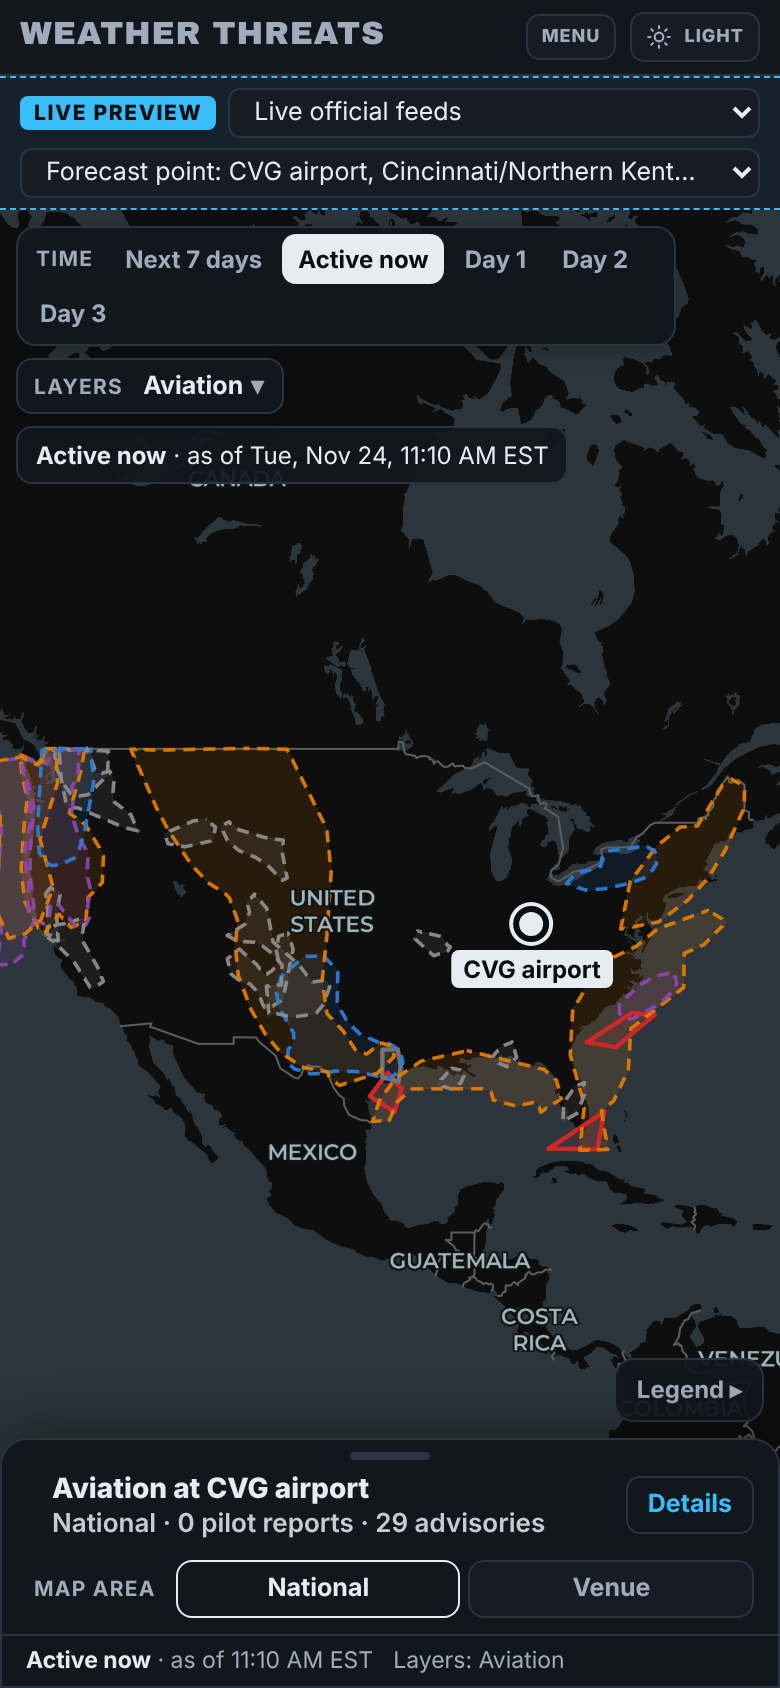 WEATHER THREATS
MENU
LIGHT
LIVE PREVIEW
Live official feeds
Forecast point: CVG airport, Cincinnati/Northern Kent...
TIME
Next 7 days
Active now
Day 1
Day 2
Day 3
LAYERS Aviation ▾
Active now · as of Tue, Nov 24, 11:10 AM EST
CANADA
UNITED
STATES
CVG airport
MEXICO
GUATEMALA
COSTA
RICA
VENEZU
Legend ▸
COLOMBIA
Aviation at CVG airport
National · 0 pilot reports · 29 advisories
Details
MAP AREA
National
Venue
Active now · as of 11:10 AM EST Layers: Aviation